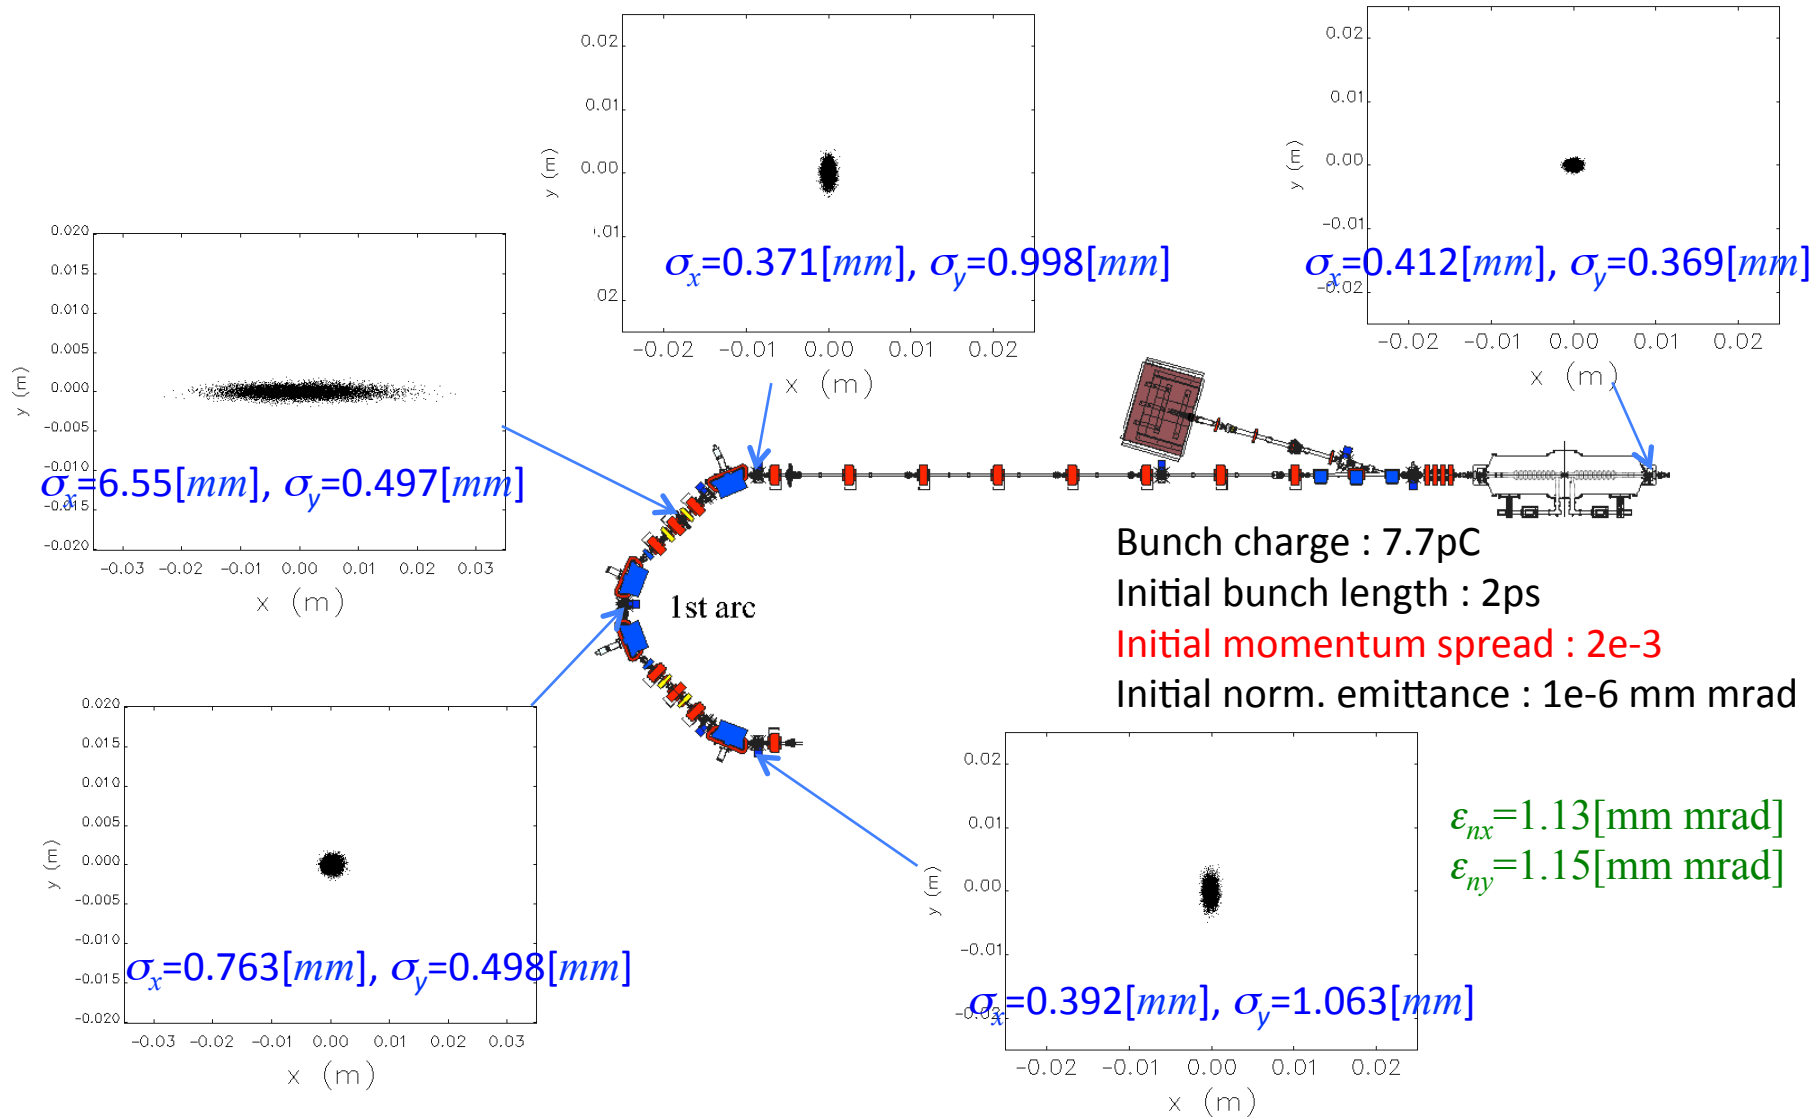 0.02
0.01
0.00
.01
02
y (m)
-0.02 -0.01 0.00 0.01 0.02
x (m)
σx=0.371[mm], σy=0.998[mm]
0.02
0.01
0.00
-0.01
-0.02
y (m)
-0.02 -0.01 0.00 0.01 0.02
x (m)
σx=0.412[mm], σy=0.369[mm]
0.020
0.015
0.010
0.005
0.000
-0.005
-0.010
-0.015
-0.020
y (m)
-0.03 -0.02 -0.01 0.00 0.01 0.02 0.03
x (m)
σx=6.55[mm], σy=0.497[mm]
1st arc
Bunch charge : 7.7pC
Initial bunch length : 2ps
Initial momentum spread : 2e-3
Initial norm. emittance : 1e-6 mm mrad
0.020
0.015
0.010
0.005
0.000
-0.005
-0.010
-0.015
-0.020
y (m)
-0.03 -0.02 -0.01 0.00 0.01 0.02 0.03
x (m)
σx=0.763[mm], σy=0.498[mm]
0.02
0.01
0.00
-0.01
-0.02
y (m)
-0.02 -0.01 0.00 0.01 0.02
x (m)
σx=0.392[mm], σy=1.063[mm]
εnx=1.13[mm mrad]
εny=1.15[mm mrad]